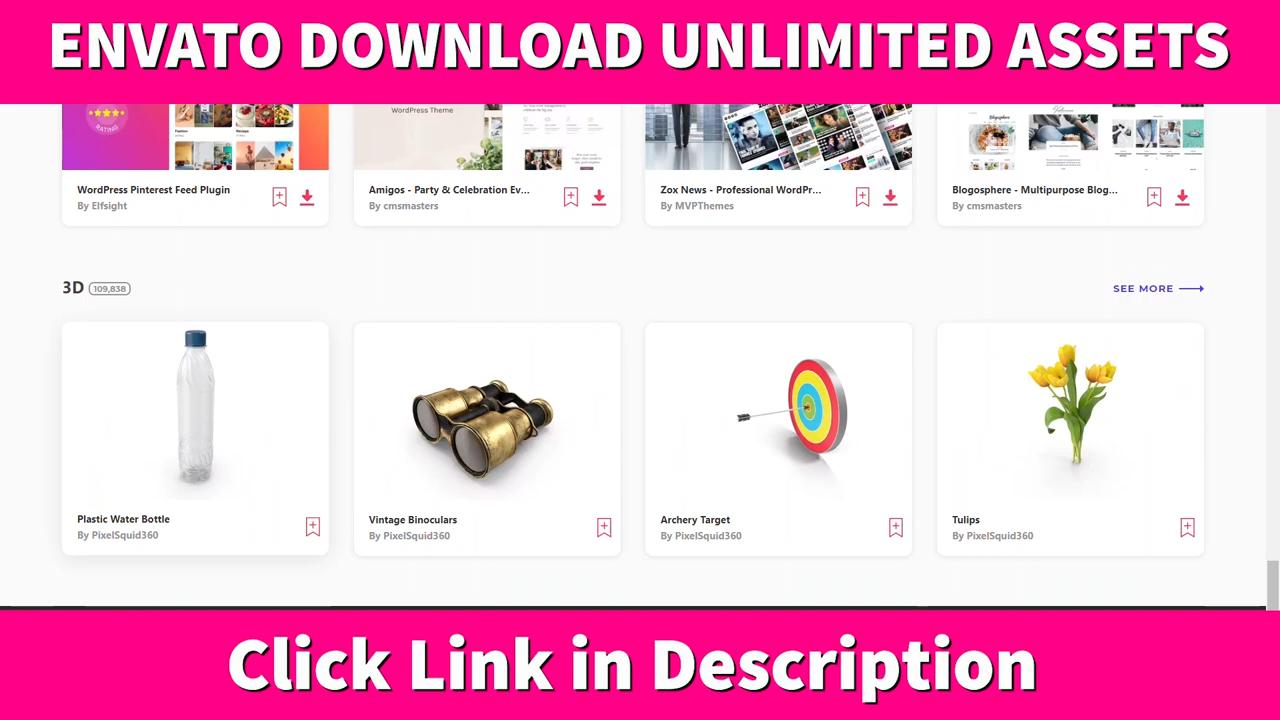 ENVATO DOWNLOAD UNLIMITED ASSETS
RATING
WordPress Theme
Blogosphere
WordPress Pinterest Feed Plugin
By Elfsight
Amigos - Party & Celebration Ev...
By cmsmasters
Zox News - Professional WordPr...
By MVPThemes
Blogosphere - Multipurpose Blog...
By cmsmasters
3D 109,838
SEE MORE
Plastic Water Bottle
By PixelSquid360
Vintage Binoculars
By PixelSquid360
Archery Target
By PixelSquid360
Tulips
By PixelSquid360
Click Link in Description